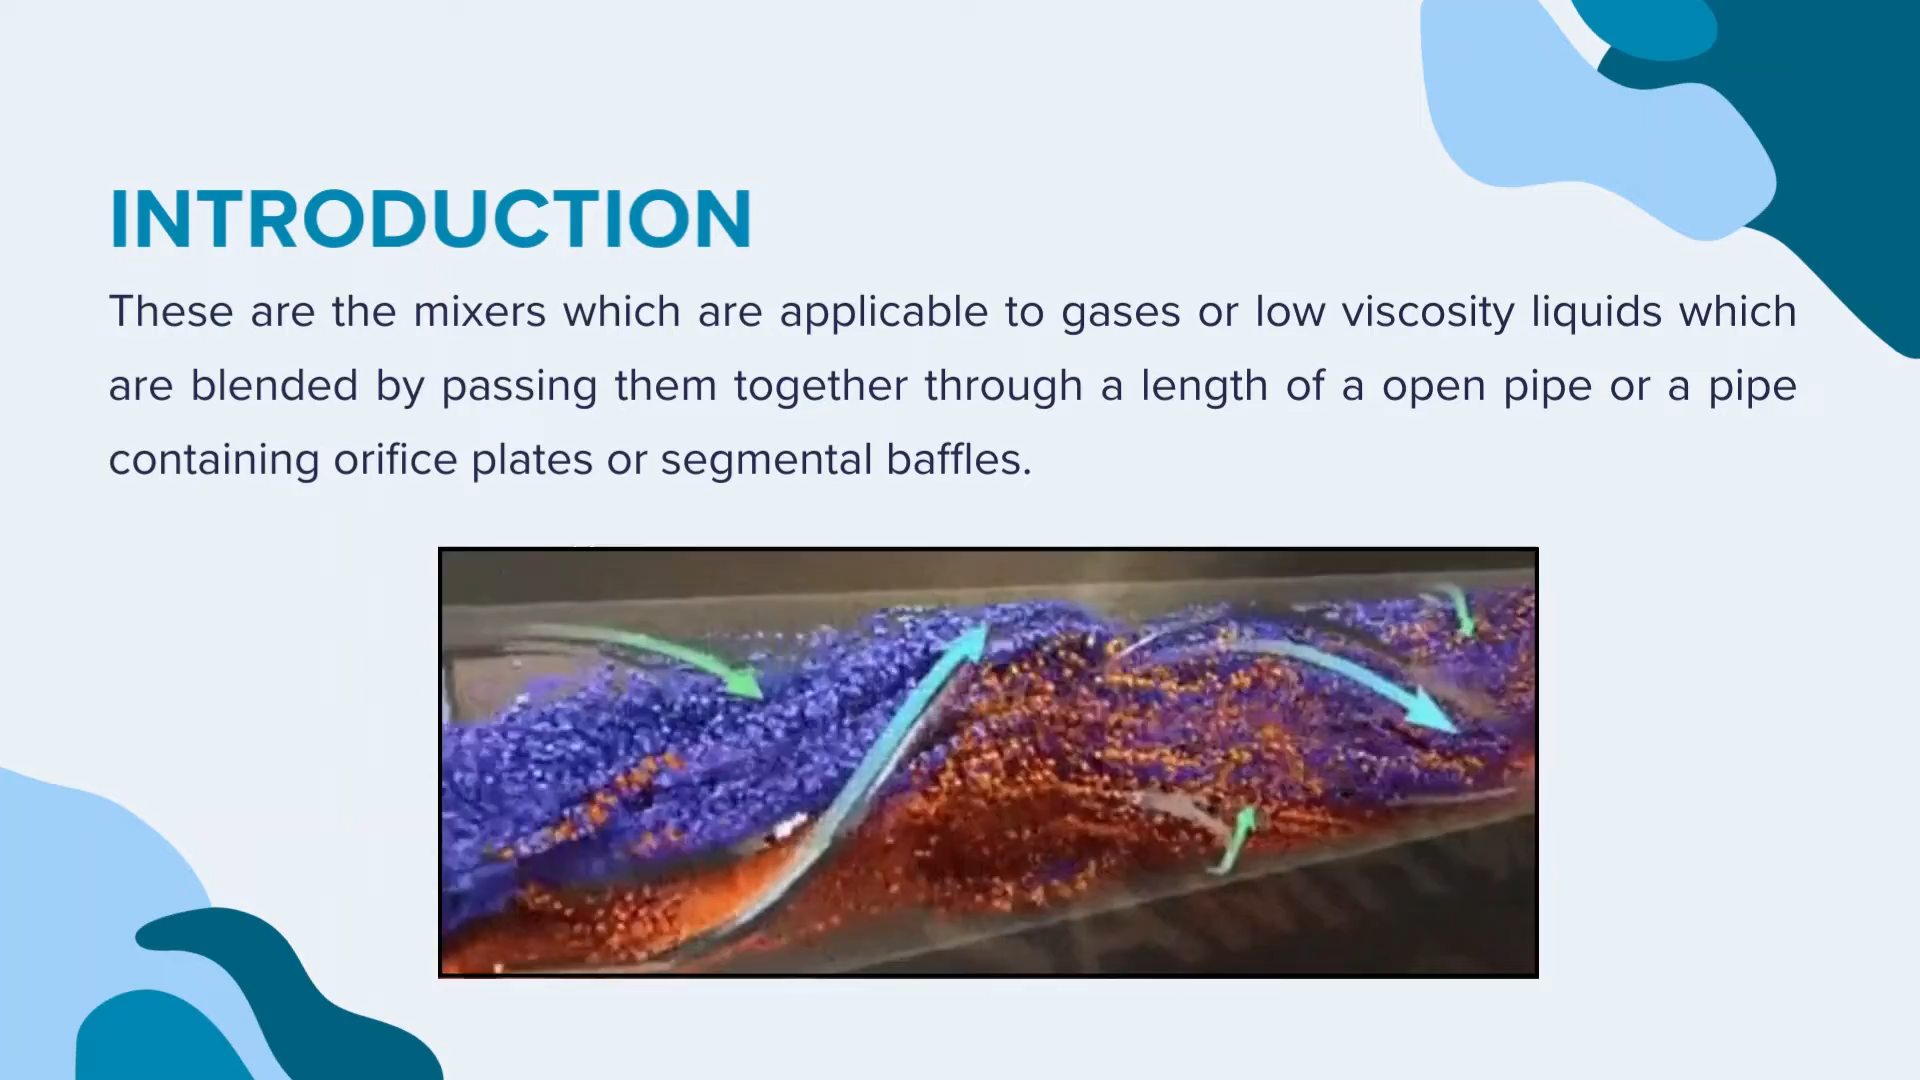 INTRODUCTION
These are the mixers which are applicable to gases or low viscosity liquids which
are blended by passing them together through a length of a open pipe or a pipe
containing orifice plates or segmental baffles.